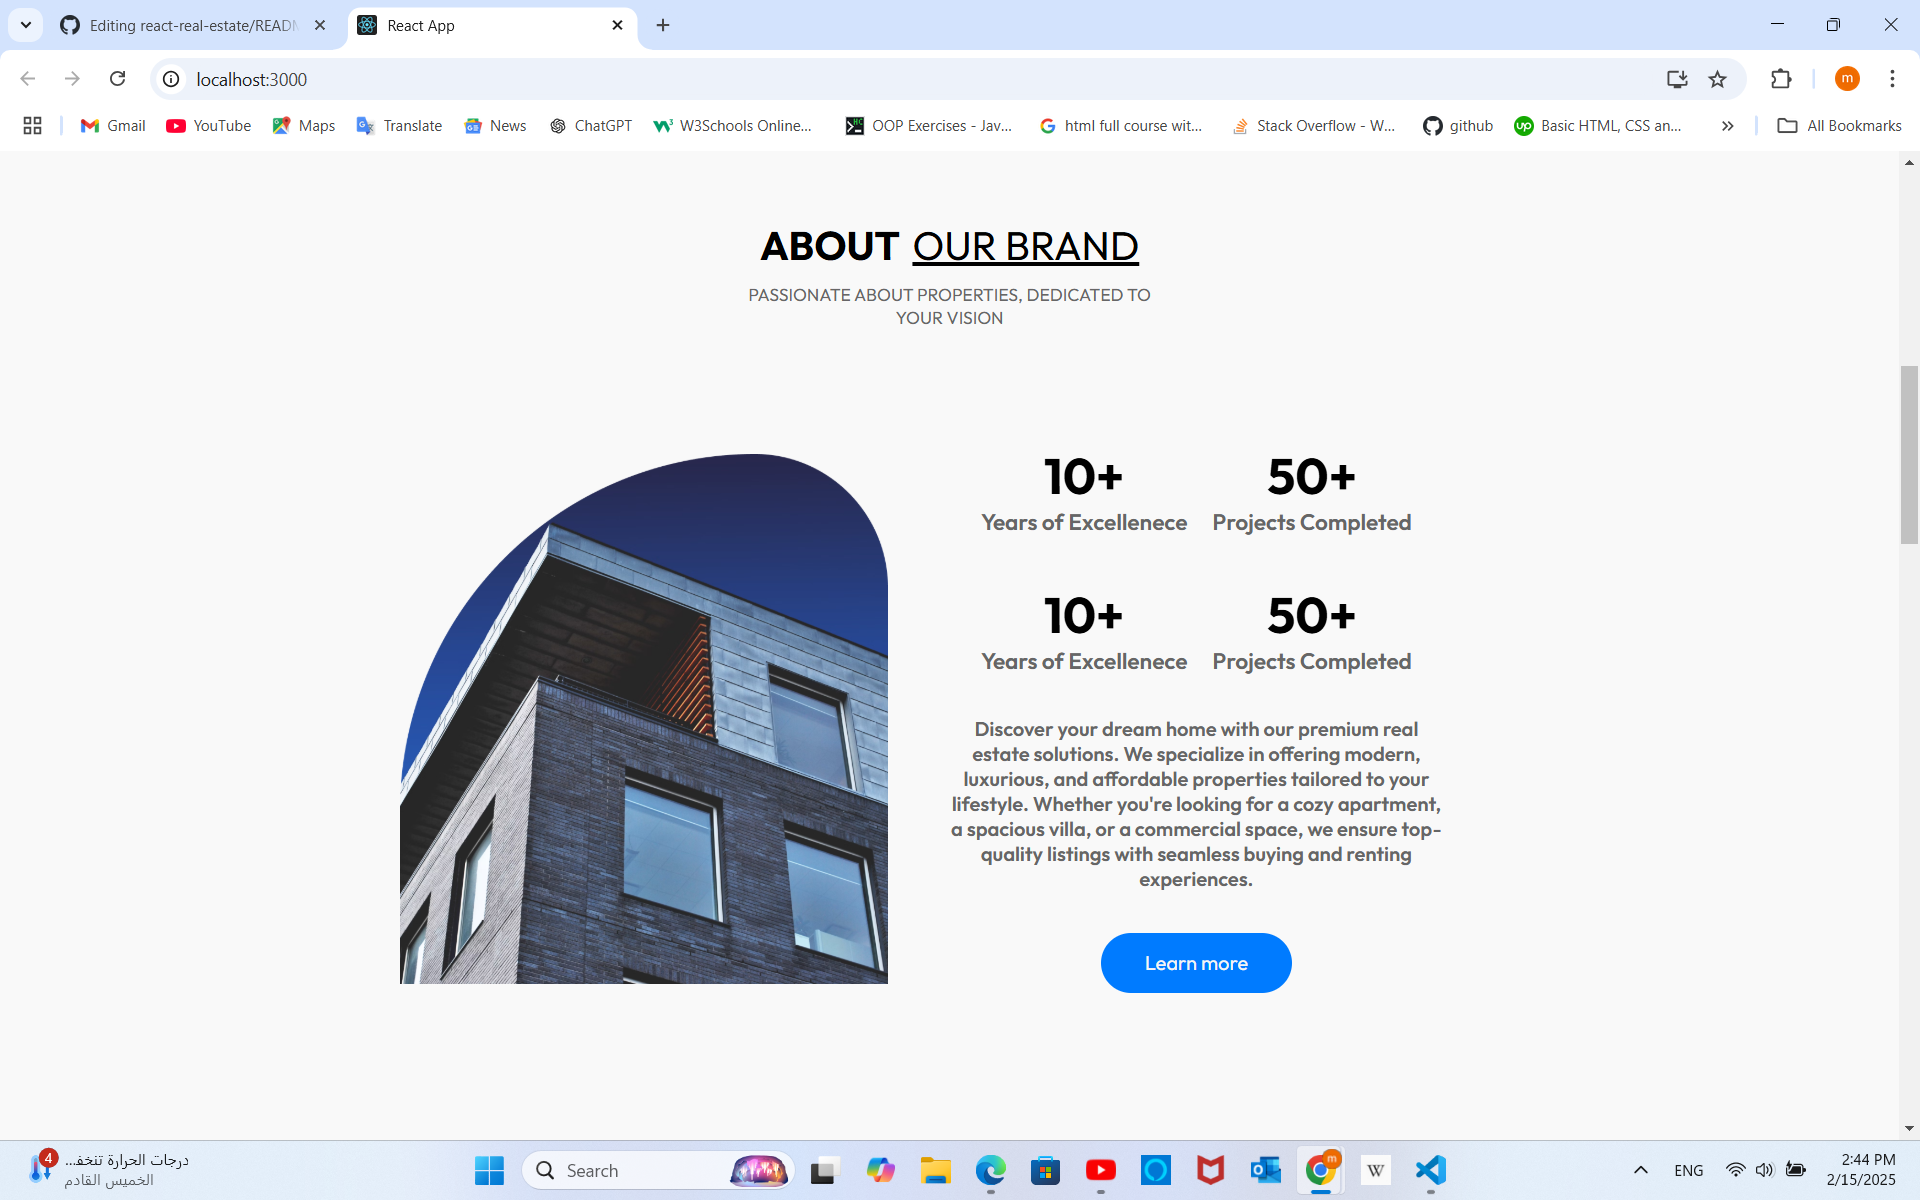 Editing react-real-estate/READM
React App
localhost:3000
m
Gmail
YouTube
Maps
Translate
News
ChatGPT
W3Schools Online...
OOP Exercises - Jav...
html full course wit...
Stack Overflow - W...
github
Basic HTML, CSS an...
All Bookmarks
ABOUT OUR BRAND
PASSIONATE ABOUT PROPERTIES, DEDICATED TO
YOUR VISION
10+ 50+
Years of Excellenece Projects Completed
10+ 50+
Years of Excellenece Projects Completed
Discover your dream home with our premium real
estate solutions. We specialize in offering modern,
luxurious, and affordable properties tailored to your
lifestyle. Whether you're looking for a cozy apartment,
a spacious villa, or a commercial space, we ensure top-
quality listings with seamless buying and renting
experiences.
Learn more
4
درجات الحرارة تنخف...
الخميس القادم
Search
ENG
2:44 PM
2/15/2025